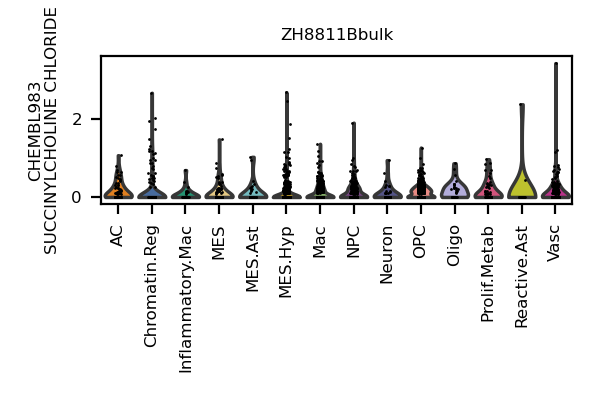 ZH8811Bbulk
CHEMBL983
SUCCINYLCHOLINE CHLORIDE
2
0
AC
Chromatin.Reg
Inflammatory.Mac
MES
MES.Ast
MES.Hyp
Mac
NPC
Neuron
OPC
Oligo
Prolif.Metab
Reactive.Ast
Vasc